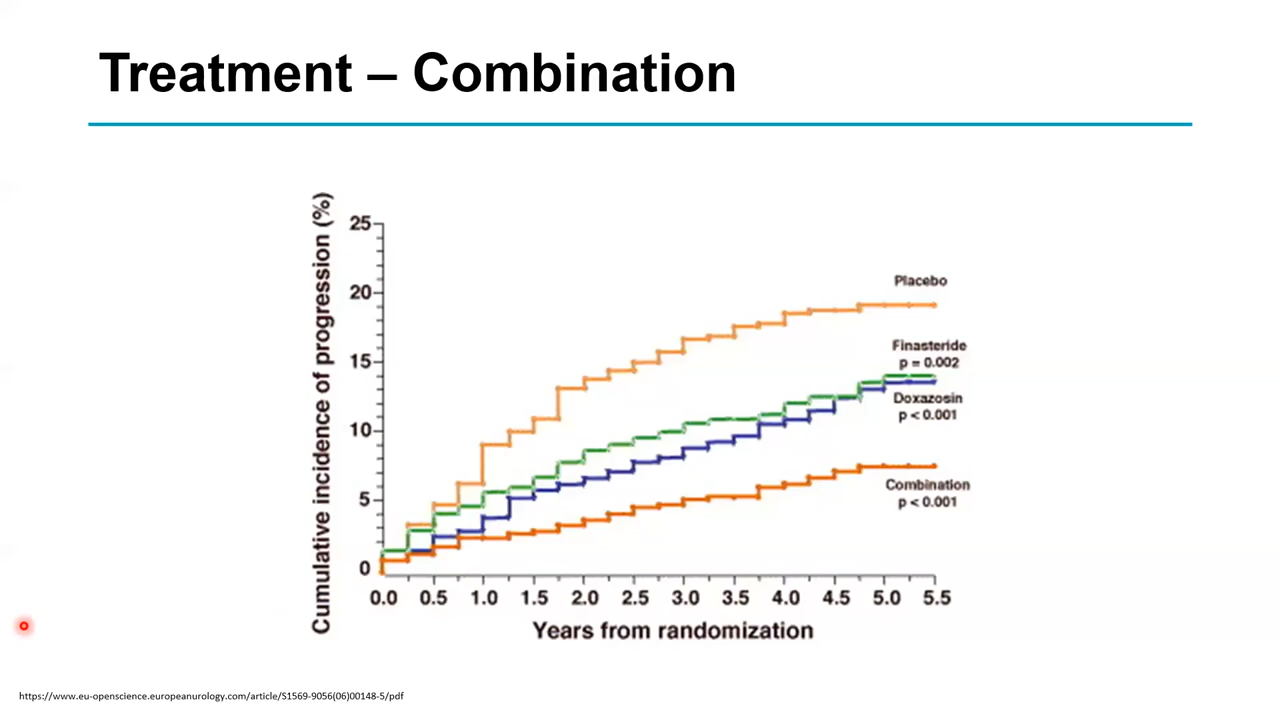 Treatment – Combination
Cumulative incidence of progression (%)
25
20
15
10
5
0
Placebo
Finasteride
p = 0.002
Doxazosin
p < 0.001
Combination
p < 0.001
0.0 0.5 1.0 1.5 2.0 2.5 3.0 3.5 4.0 4.5 5.0 5.5
Years from randomization
https://www.eu-openscience.europeanurology.com/article/S1569-9056(06)00148-5/pdf